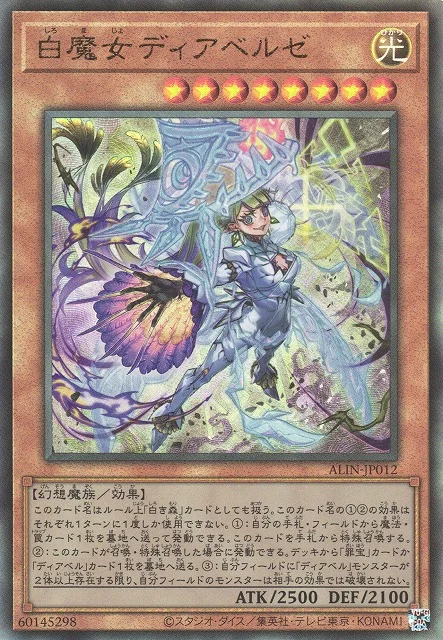 白魔女ディアベルゼ
光
ALIN-JP012
【幻想魔族／効果】
このカード名はルール上「白き森」カードとしても扱う。このカード名の①②の効果は
それぞれ1ターンに1度しか使用できない。①：自分の手札・フィールドから魔法・
罠カード1枚を墓地へ送って発動できる。このカードを手札から特殊召喚する。
②：このカードが召喚・特殊召喚した場合に発動できる。デッキから「罪宝」カードか
「ディアベル」カード1枚を墓地へ送る。③：自分フィールドに「ディアベル」モンスターが
2体以上存在する限り、自分フィールドのモンスターは相手の効果では破壊されない。
ATK/2500 DEF/2100
60145298
©スタジオ・ダイス／集英社・テレビ東京・KONAMI